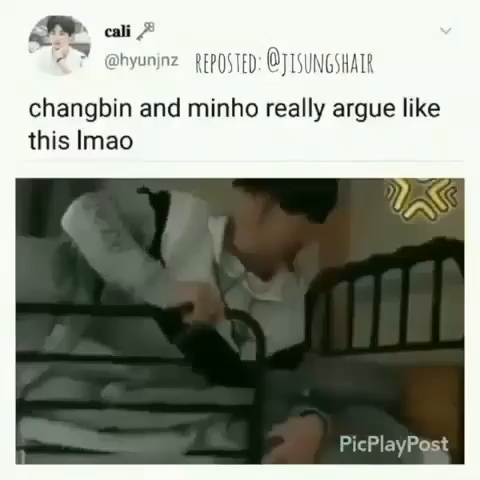 cali
@hyunjnz REPOSTED: @JISUNGSHAIR
changbin and minho really argue like
this lmao
PicPlayPost